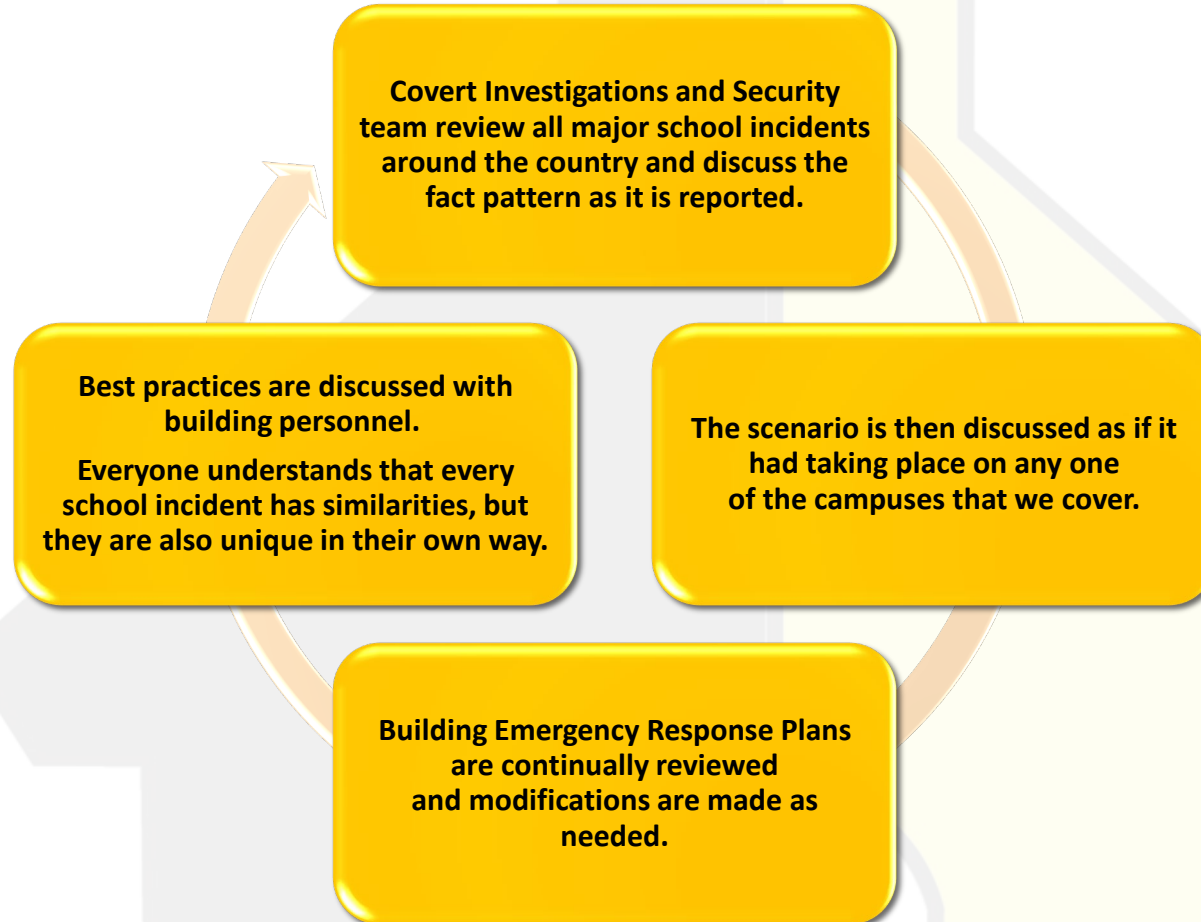 Covert Investigations and Security
team review all major school incidents
around the country and discuss the
fact pattern as it is reported.
The scenario is then discussed as if it
had taking place on any one
of the campuses that we cover.
Building Emergency Response Plans
are continually reviewed
and modifications are made as
needed.
Best practices are discussed with
building personnel.
Everyone understands that every
school incident has similarities, but
they are also unique in their own way.